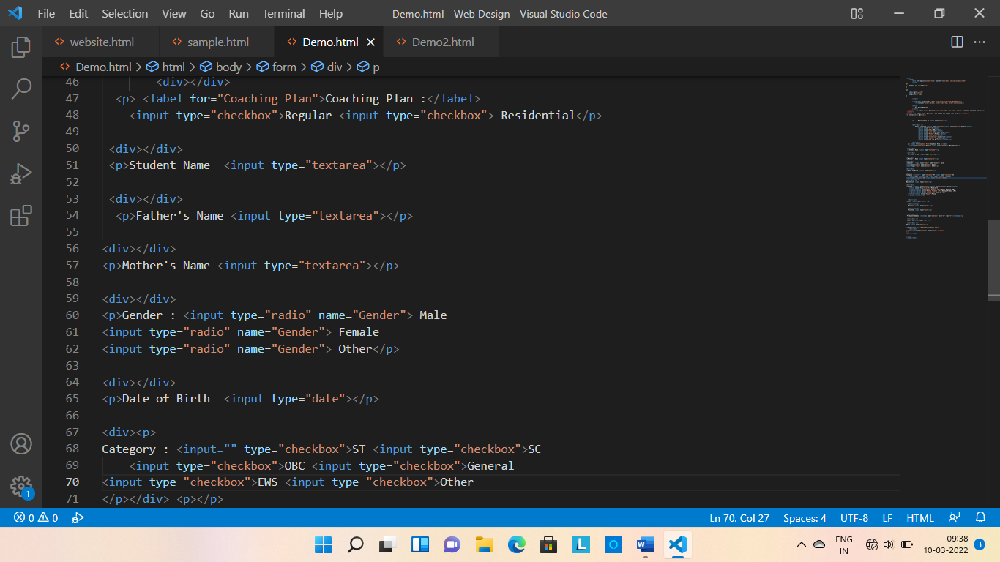 File Edit Selection View Go Run Terminal Help Demo.html - Web Design - Visual Studio Code
website.html sample.html Demo.html Demo2.html
Demo.html > html > body > form > div > p
46 <div></div>
47 <p> <label for="Coaching Plan">Coaching Plan :</label>
48 <input type="checkbox">Regular <input type="checkbox"> Residential</p>
49
50 <div></div>
51 <p>Student Name  <input type="textarea"></p>
52
53 <div></div>
54 <p>Father's Name <input type="textarea"></p>
55
56 <div></div>
57 <p>Mother's Name <input type="textarea"></p>
58
59 <div></div>
60 <p>Gender : <input type="radio" name="Gender"> Male
61 <input type="radio" name="Gender"> Female
62 <input type="radio" name="Gender"> Other</p>
63
64 <div></div>
65 <p>Date of Birth  <input type="date"></p>
66
67 <div><p>
68 Category : <input="" type="checkbox">ST <input type="checkbox">SC
69 <input type="checkbox">OBC <input type="checkbox">General
70 <input type="checkbox">EWS <input type="checkbox">Other
71 </p></div> <p></p>
1
0 0 Ln 70, Col 27 Spaces: 4 UTF-8 LF HTML
L O W ENG IN 09:38 10-03-2022 3